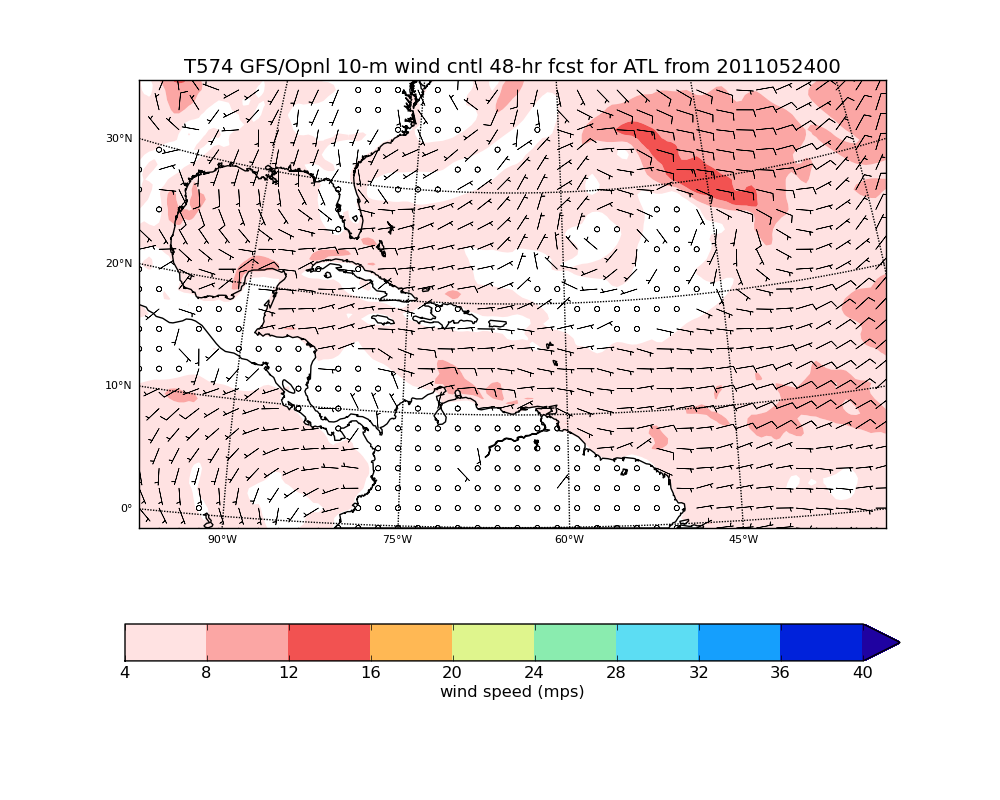 T574 GFS/Opnl 10-m wind cntl 48-hr fcst for ATL from 2011052400
30°N
20°N
10°N
0°
90°W 75°W 60°W 45°W
4 8 12 16 20 24 28 32 36 40
wind speed (mps)